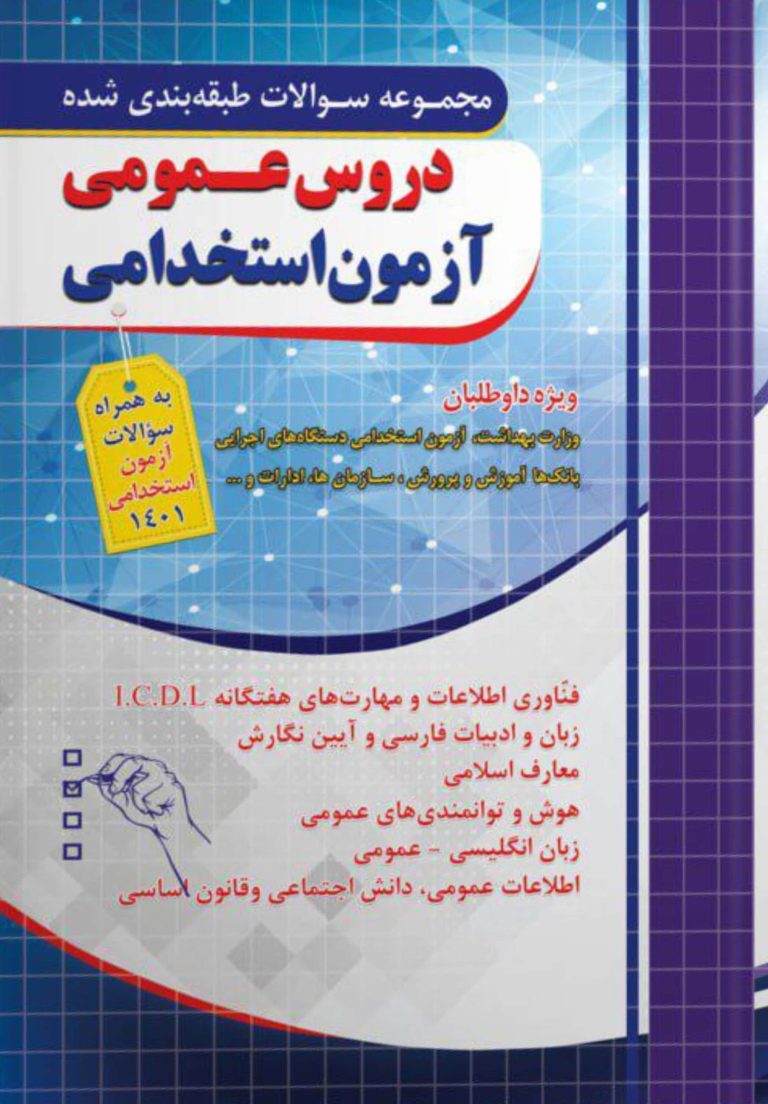 مجموعه سوالات طبقه‌بندی شده
دروس عمومی
آزمون استخدامی
ویژه داوطلبان
وزارت بهداشت، آزمون استخدامی دستگاه‌های اجرایی
بانک‌ها آموزش و پرورش، سازمان ها، ادارات و ...
به همراه
سؤالات
آزمون
استخدامی
۱۴۰۱
فنّاوری اطلاعات و مهارت‌های هفتگانه I.C.D.L
زبان و ادبیات فارسی و آیین نگارش
معارف اسلامی
هوش و توانمندی‌های عمومی
زبان انگلیسی - عمومی
اطلاعات عمومی، دانش اجتماعی وقانون اساسی